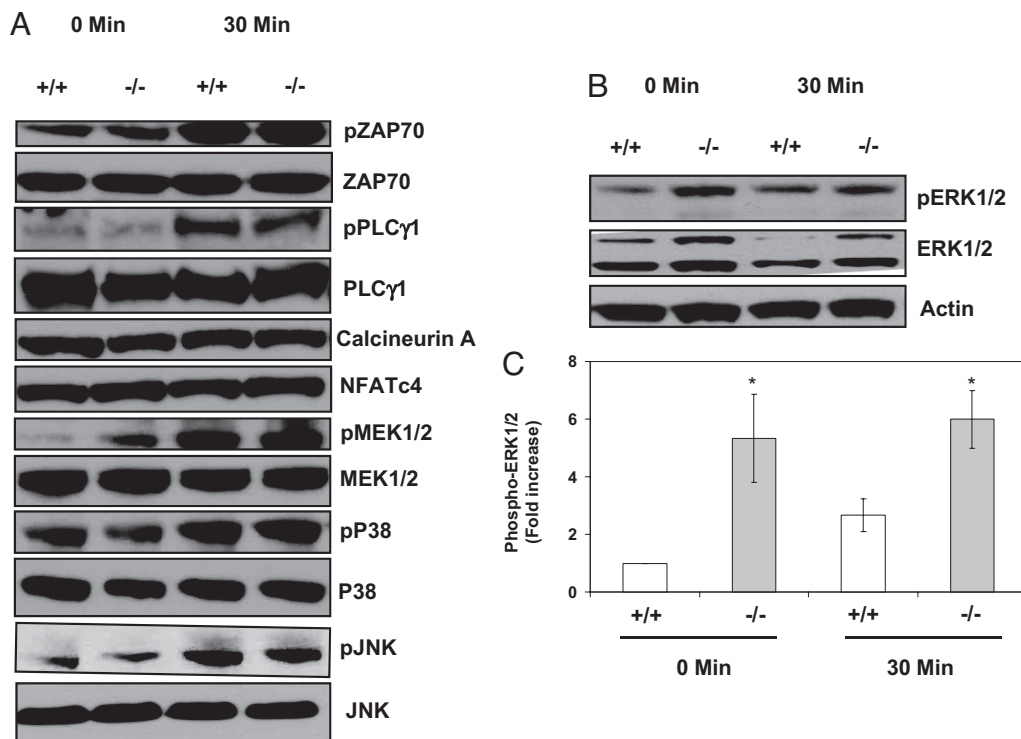 A
0 Min 30 Min
+/+ -/- +/+ -/-
pZAP70
ZAP70
pPLCγ1
PLCγ1
Calcineurin A
NFATc4
pMEK1/2
MEK1/2
pP38
P38
pJNK
JNK
B
0 Min 30 Min
+/+ -/- +/+ -/-
pERK1/2
ERK1/2
Actin
C
Phospho-ERK1/2
(Fold increase)
8
6
4
2
0
* *
+/+ -/- +/+ -/-
0 Min 30 Min